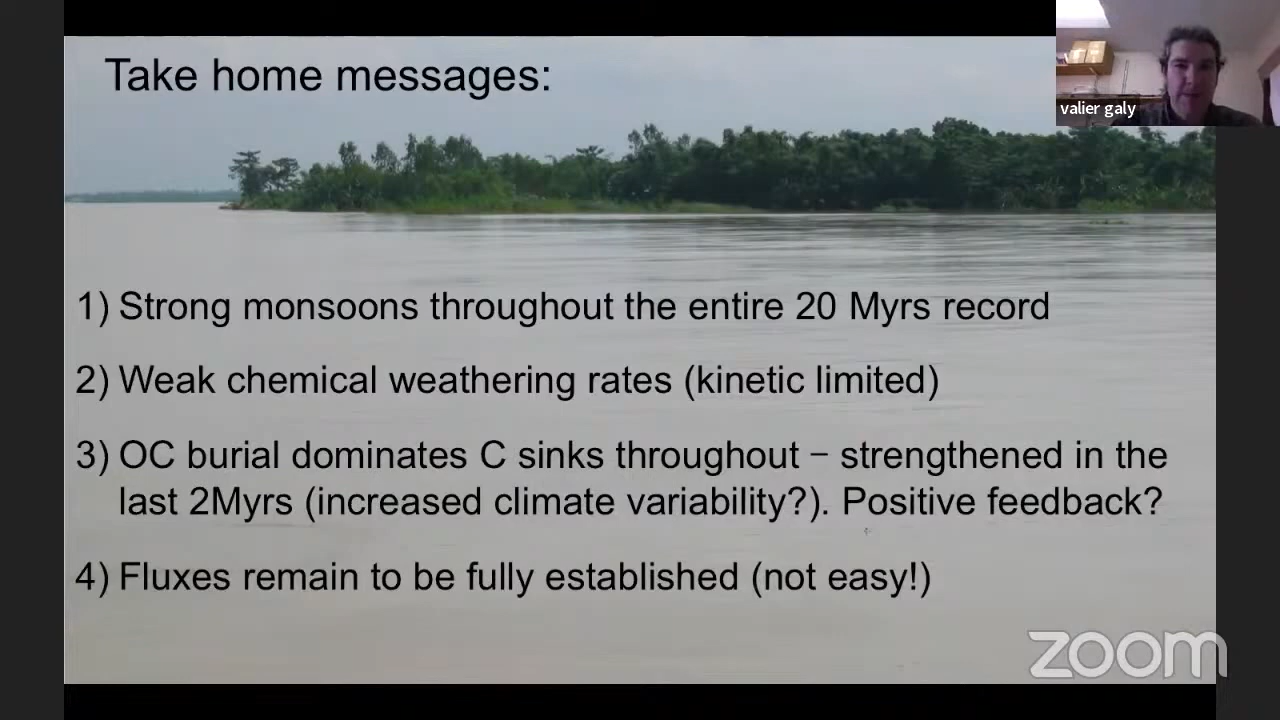 Take home messages:
valier galy
1) Strong monsoons throughout the entire 20 Myrs record
2) Weak chemical weathering rates (kinetic limited)
3) OC burial dominates C sinks throughout – strengthened in the
last 2Myrs (increased climate variability?). Positive feedback?
4) Fluxes remain to be fully established (not easy!)
zoom